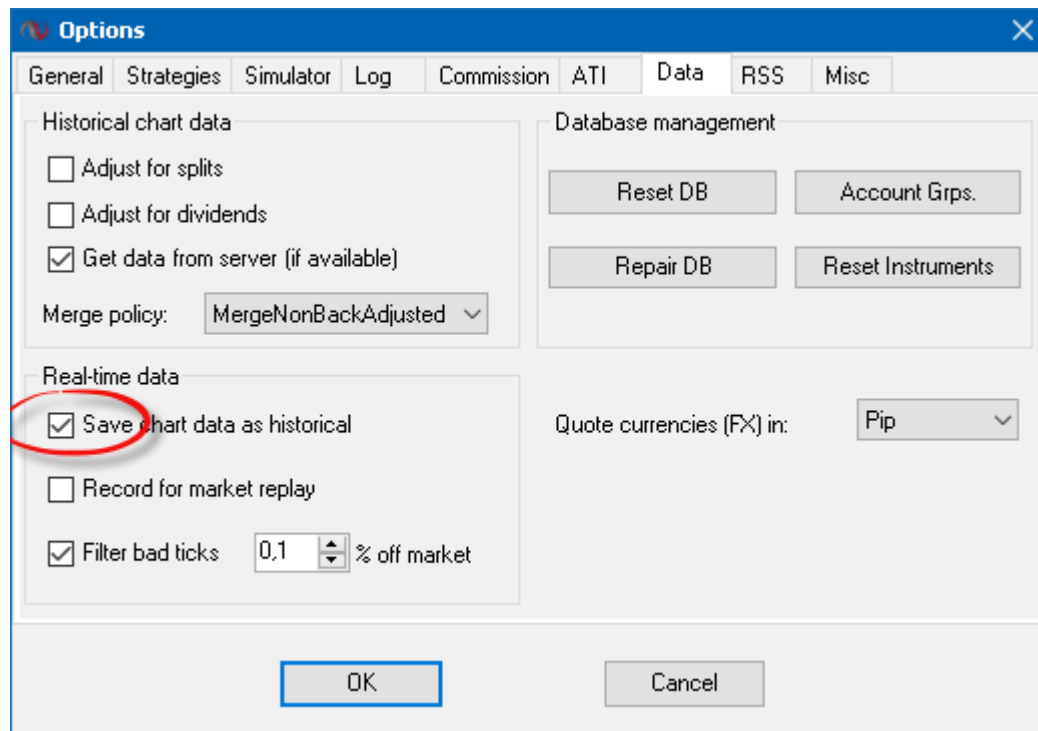 Options
General Strategies Simulator Log Commission ATI Data RSS Misc
Historical chart data
Adjust for splits
Adjust for dividends
Get data from server (if available)
Merge policy: MergeNonBackAdjusted
Database management
Reset DB Account Grps.
Repair DB Reset Instruments
Real-time data
Save chart data as historical
Record for market replay
Filter bad ticks 0,1 % off market
Quote currencies (FX) in: Pip
OK Cancel